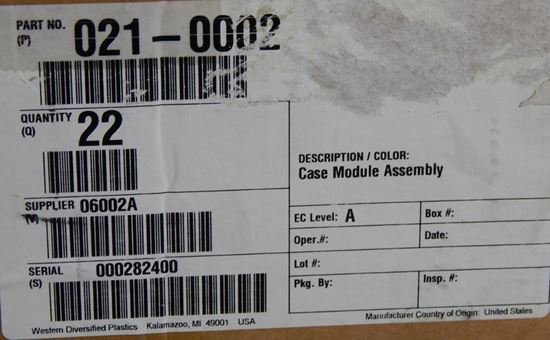 PART NO. 021-0002
(P)
QUANTITY 22
(Q)
DESCRIPTION / COLOR:
Case Module Assembly
SUPPLIER 06002A
(V)
EC Level: A
Box #:
Oper.#:
Date:
Lot #:
SERIAL 000282400
(S)
Pkg. By:
Insp. #:
Western Diversified Plastics Kalamazoo, MI 49001 USA
Manufacturer Country of Origin: United States